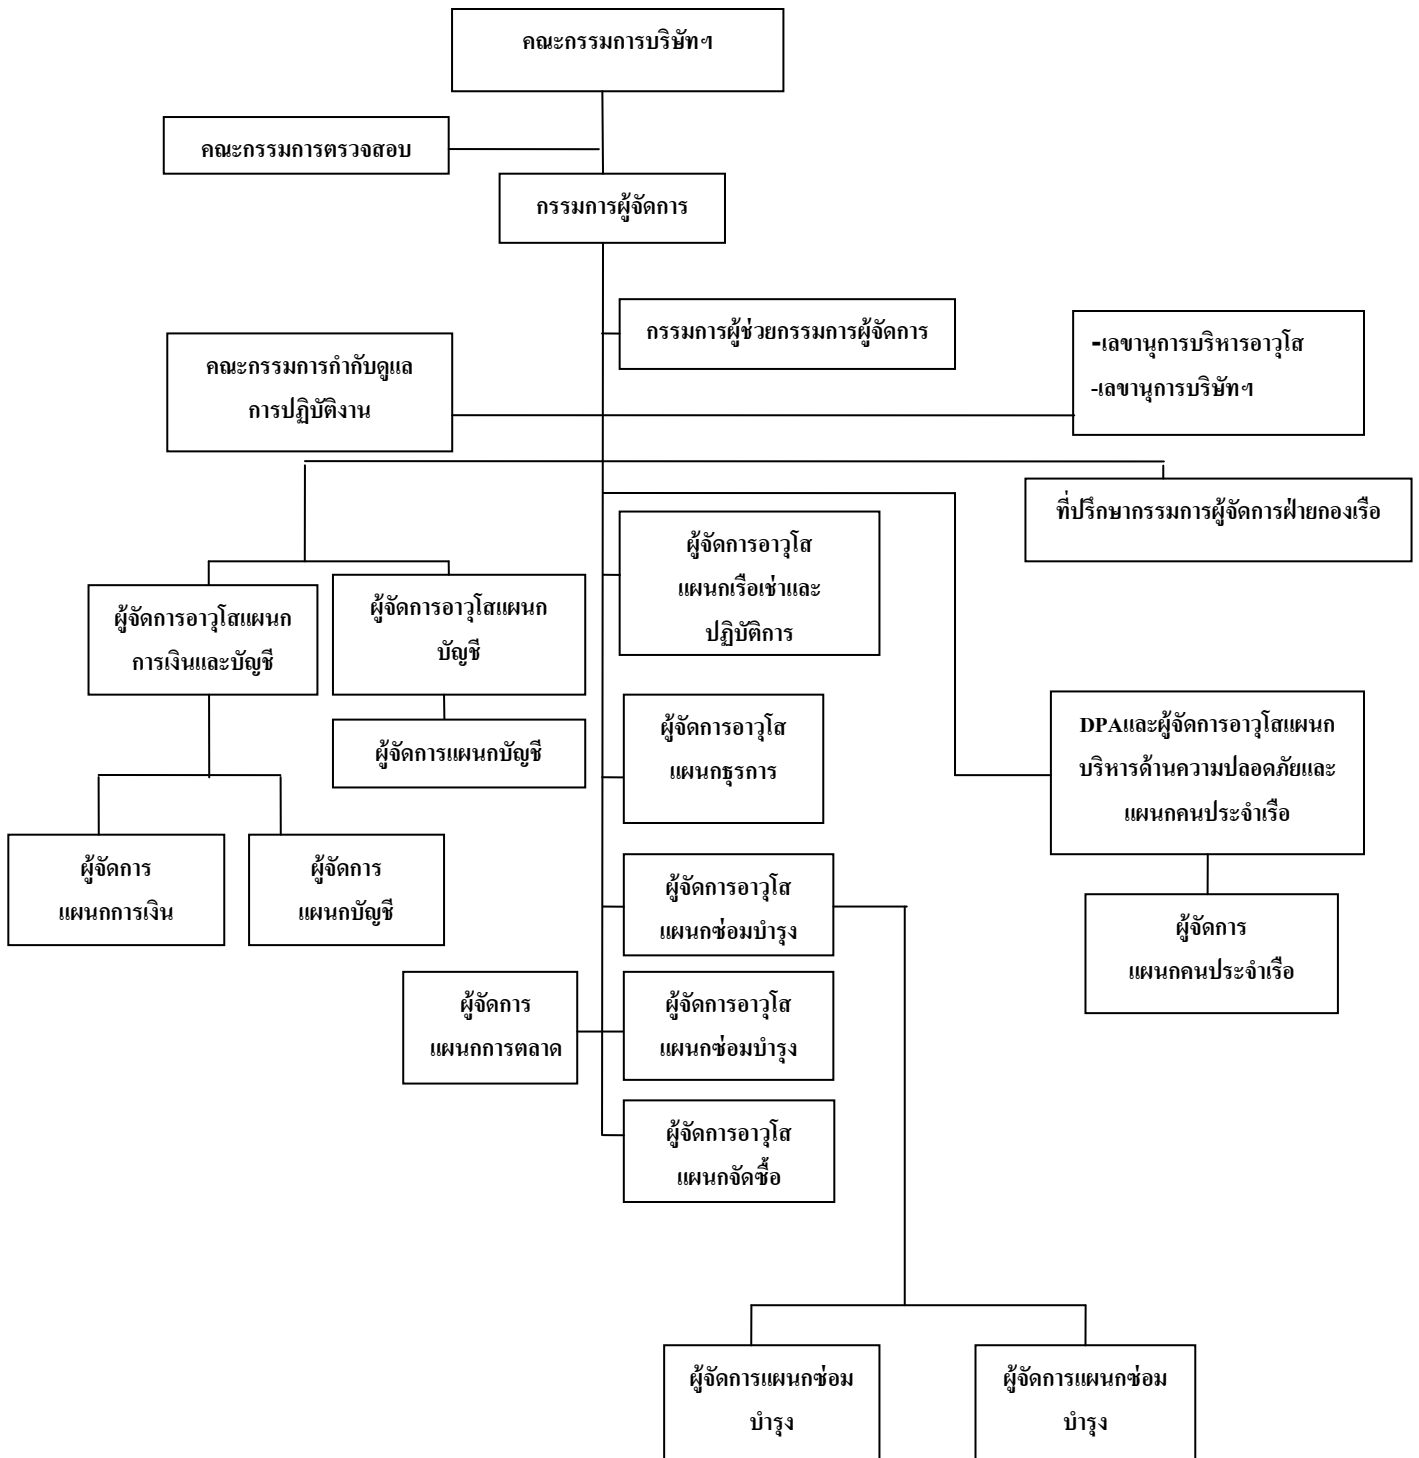 คณะกรรมการบริษัทฯ
คณะกรรมการตรวจสอบ
กรรมการผู้จัดการ
กรรมการผู้ช่วยกรรมการผู้จัดการ
-เลขานุการบริหารอาวุโส
-เลขานุการบริษัทฯ
คณะกรรมการกำกับดูแล
การปฏิบัติงาน
ที่ปรึกษากรรมการผู้จัดการฝ่ายกองเรือ
ผู้จัดการอาวุโส
แผนกเรือเช่าและ
ปฏิบัติการ
ผู้จัดการอาวุโสแผนก
การเงินและบัญชี
ผู้จัดการอาวุโสแผนก
บัญชี
ผู้จัดการแผนกบัญชี
ผู้จัดการอาวุโส
แผนกธุรการ
DPAและผู้จัดการอาวุโสแผนก
บริหารด้านความปลอดภัยและ
แผนกคนประจำเรือ
ผู้จัดการ
แผนกการเงิน
ผู้จัดการ
แผนกบัญชี
ผู้จัดการอาวุโส
แผนกซ่อมบำรุง
ผู้จัดการ
แผนกคนประจำเรือ
ผู้จัดการ
แผนกการตลาด
ผู้จัดการอาวุโส
แผนกซ่อมบำรุง
ผู้จัดการอาวุโส
แผนกจัดซื้อ
ผู้จัดการแผนกซ่อม
บำรุง
ผู้จัดการแผนกซ่อม
บำรุง